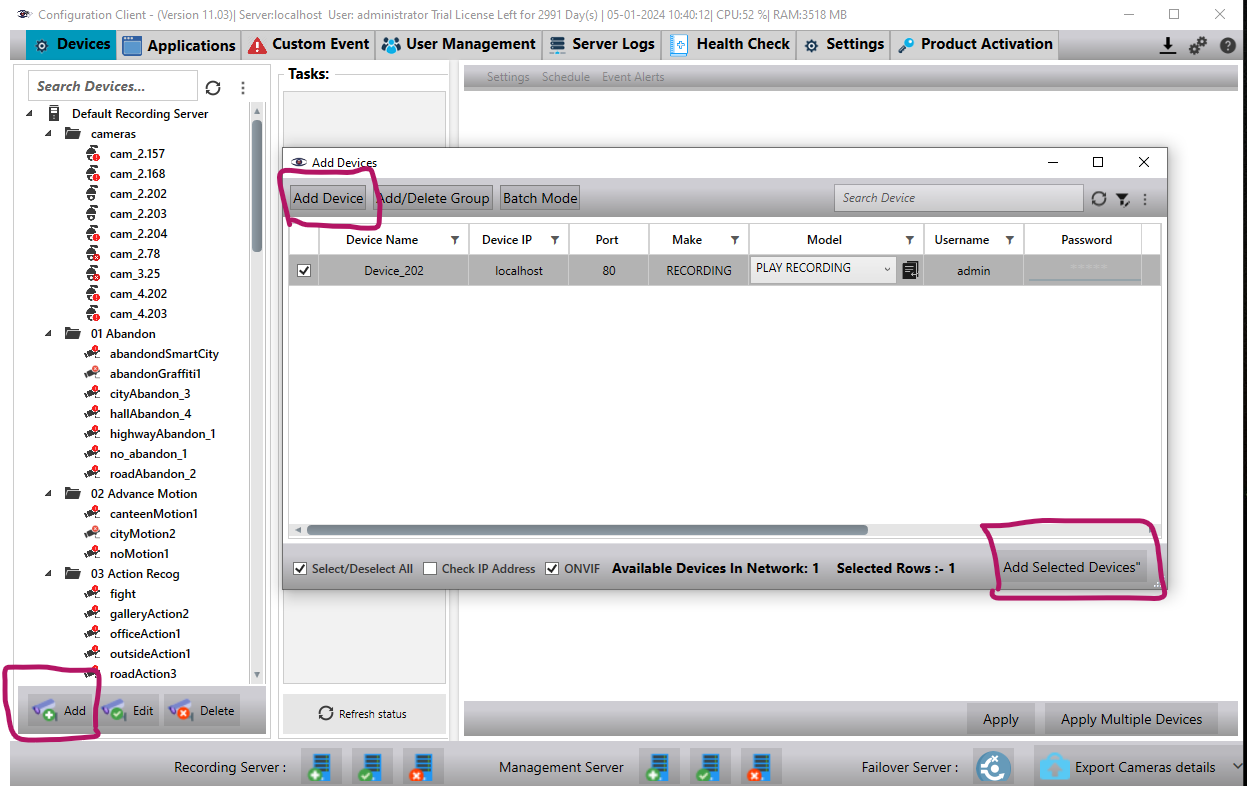 Configuration Client - (Version 11.03)| Server:localhost  User: administrator Trial License Left for 2991 Day(s) | 05-01-2024 10:40:12| CPU:52 %| RAM:3518 MB
Devices Applications Custom Event User Management Server Logs Health Check Settings Product Activation
Search Devices...
Default Recording Server
cameras
cam_2.157
cam_2.168
cam_2.202
cam_2.203
cam_2.204
cam_2.78
cam_3.25
cam_4.202
cam_4.203
01 Abandon
abandondSmartCity
abandonGraffiti1
cityAbandon_3
hallAbandon_4
highwayAbandon_1
no_abandon_1
roadAbandon_2
02 Advance Motion
canteenMotion1
cityMotion2
noMotion1
03 Action Recog
fight
galleryAction2
officeAction1
outsideAction1
roadAction3
Add Edit Delete
Tasks:
Refresh status
Settings Schedule Event Alerts
Add Devices
Add Device Add/Delete Group Batch Mode Search Device
Device Name Device IP Port Make Model Username Password
Device_202 localhost 80 RECORDING PLAY RECORDING admin *****
Select/Deselect All Check IP Address ONVIF Available Devices In Network: 1 Selected Rows :- 1 Add Selected Devices"
Apply Apply Multiple Devices
Recording Server : Management Server Failover Server : Export Cameras details